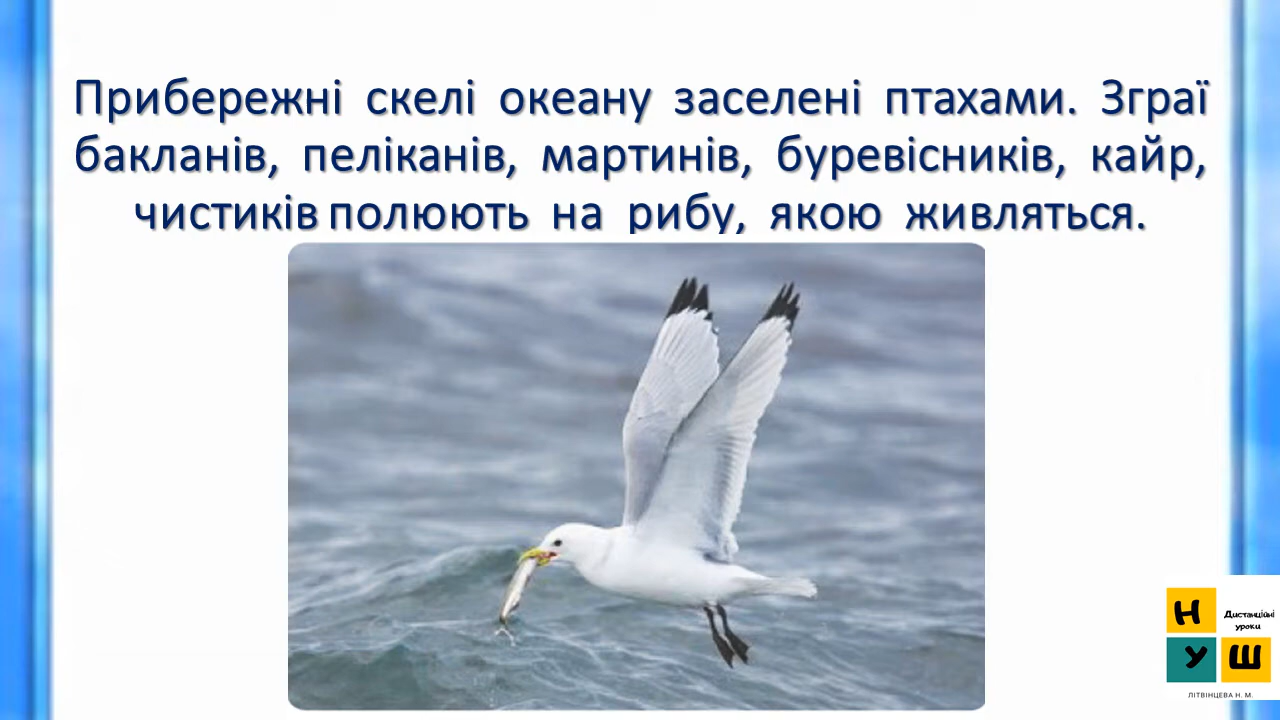 Прибережні скелі океану заселені птахами. Зграї
бакланів, пеліканів, мартинів, буревісників, кайр,
чистиків полюють на рибу, якою живляться.
Н
Дистанційні
уроки
У Ш
ЛІТВІНЦЕВА Н. М.